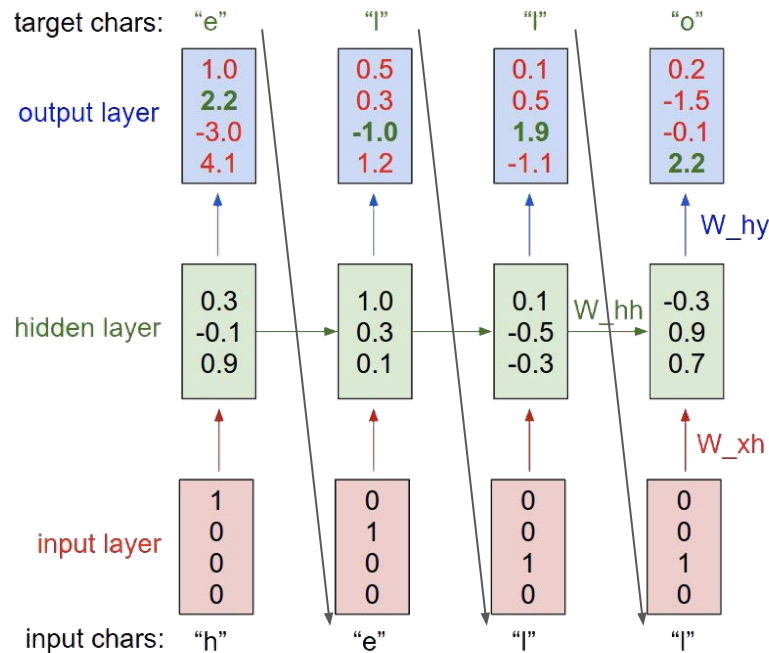 target chars: “e” “l” “l” “o”
output layer
1.0 0.5 0.1 0.2
2.2 0.3 0.5 -1.5
-3.0 -1.0 1.9 -0.1
4.1 1.2 -1.1 2.2
W_hy
hidden layer
0.3 1.0 0.1 -0.3
-0.1 0.3 -0.5 0.9
0.9 0.1 -0.3 0.7
W_hh
W_xh
input layer
1 0 0 0
0 1 0 0
0 0 1 1
0 0 0 0
input chars: “h” “e” “l” “l”